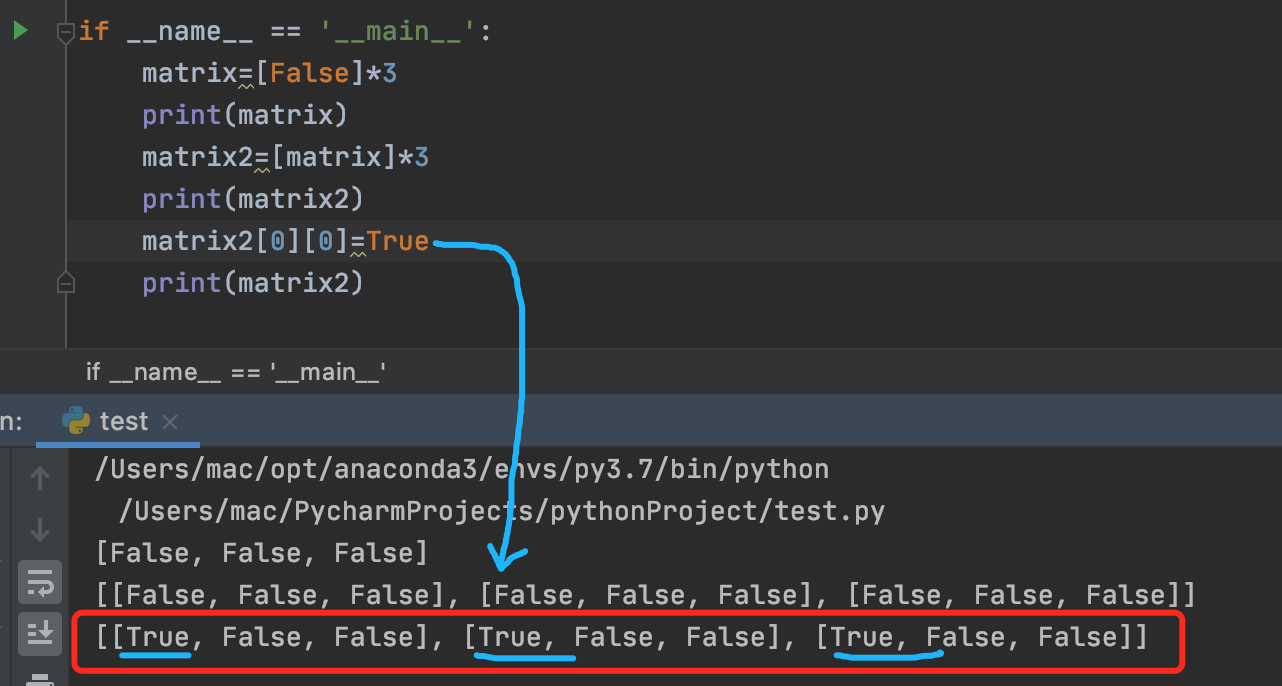 if __name__ == '__main__':
matrix=[False]*3
print(matrix)
matrix2=[matrix]*3
print(matrix2)
matrix2[0][0]=True
print(matrix2)
if __name__ == '__main__'
n: test
/Users/mac/opt/anaconda3/envs/py3.7/bin/python
/Users/mac/PycharmProjects/pythonProject/test.py
[False, False, False]
[[False, False, False], [False, False, False], [False, False, False]]
[[True, False, False], [True, False, False], [True, False, False]]